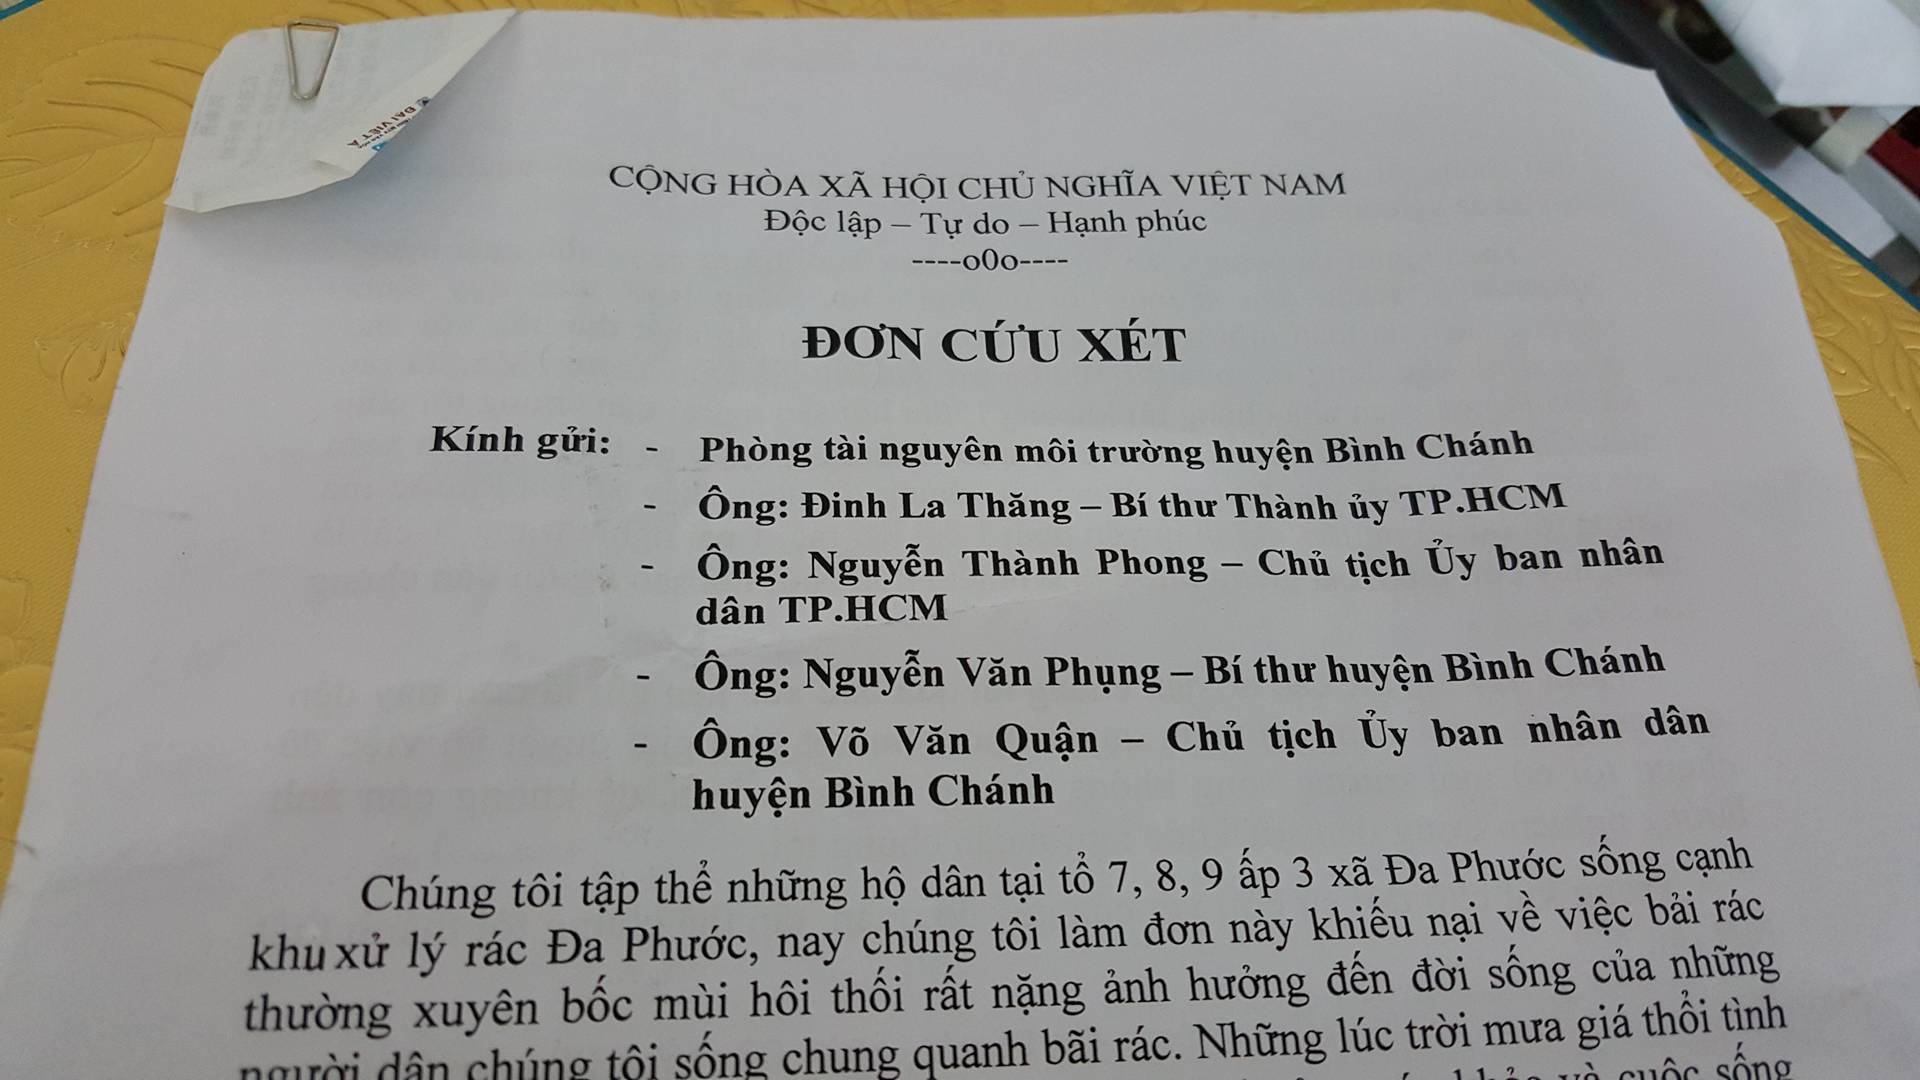 ĐẠI VIỆT Á
CỘNG HÒA XÃ HỘI CHỦ NGHĨA VIỆT NAM
Độc lập – Tự do – Hạnh phúc
----o0o----
ĐƠN CỨU XÉT
Kính gửi: - Phòng tài nguyên môi trường huyện Bình Chánh
- Ông: Đinh La Thăng – Bí thư Thành ủy TP.HCM
- Ông: Nguyễn Thành Phong – Chủ tịch Ủy ban nhân
dân TP.HCM
- Ông: Nguyễn Văn Phụng – Bí thư huyện Bình Chánh
- Ông: Võ Văn Quận – Chủ tịch Ủy ban nhân dân
huyện Bình Chánh
Chúng tôi tập thể những hộ dân tại tổ 7, 8, 9 ấp 3 xã Đa Phước sống cạnh
khu xử lý rác Đa Phước, nay chúng tôi làm đơn này khiếu nại về việc bải rác
thường xuyên bốc mùi hôi thối rất nặng ảnh hưởng đến đời sống của những
người dân chúng tôi sống chung quanh bãi rác. Những lúc trời mưa giá thổi tình
và cuộc sống